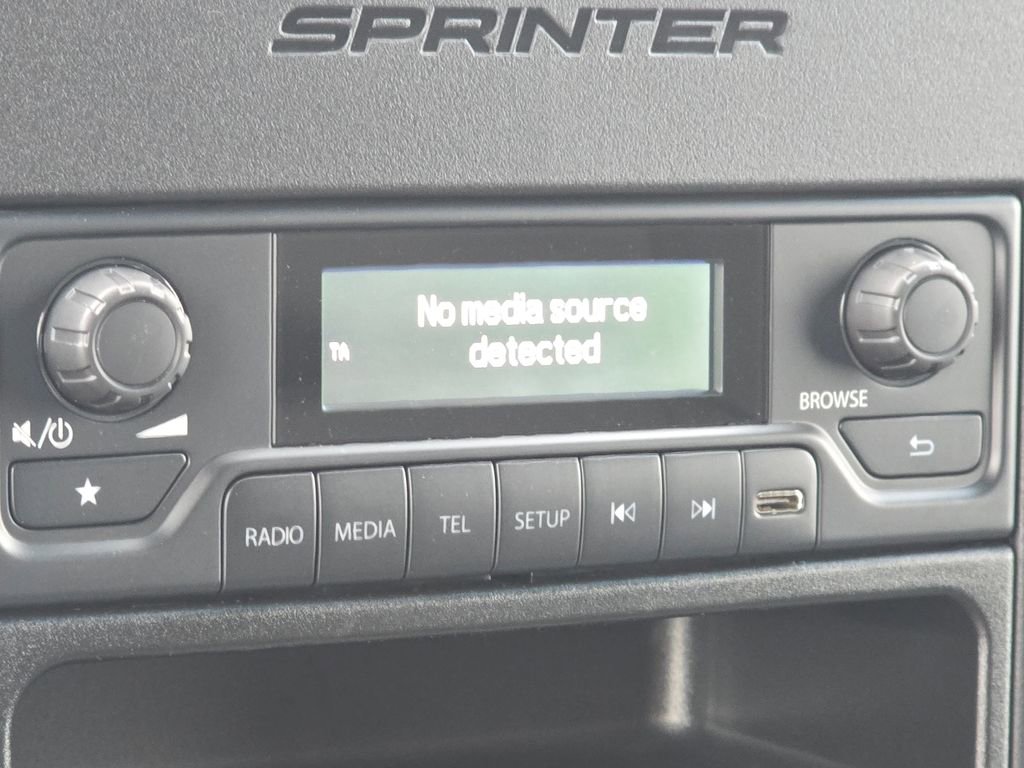 SPRINTER
No media source
TA
detected
BROWSE
RADIO MEDIA TEL SETUP